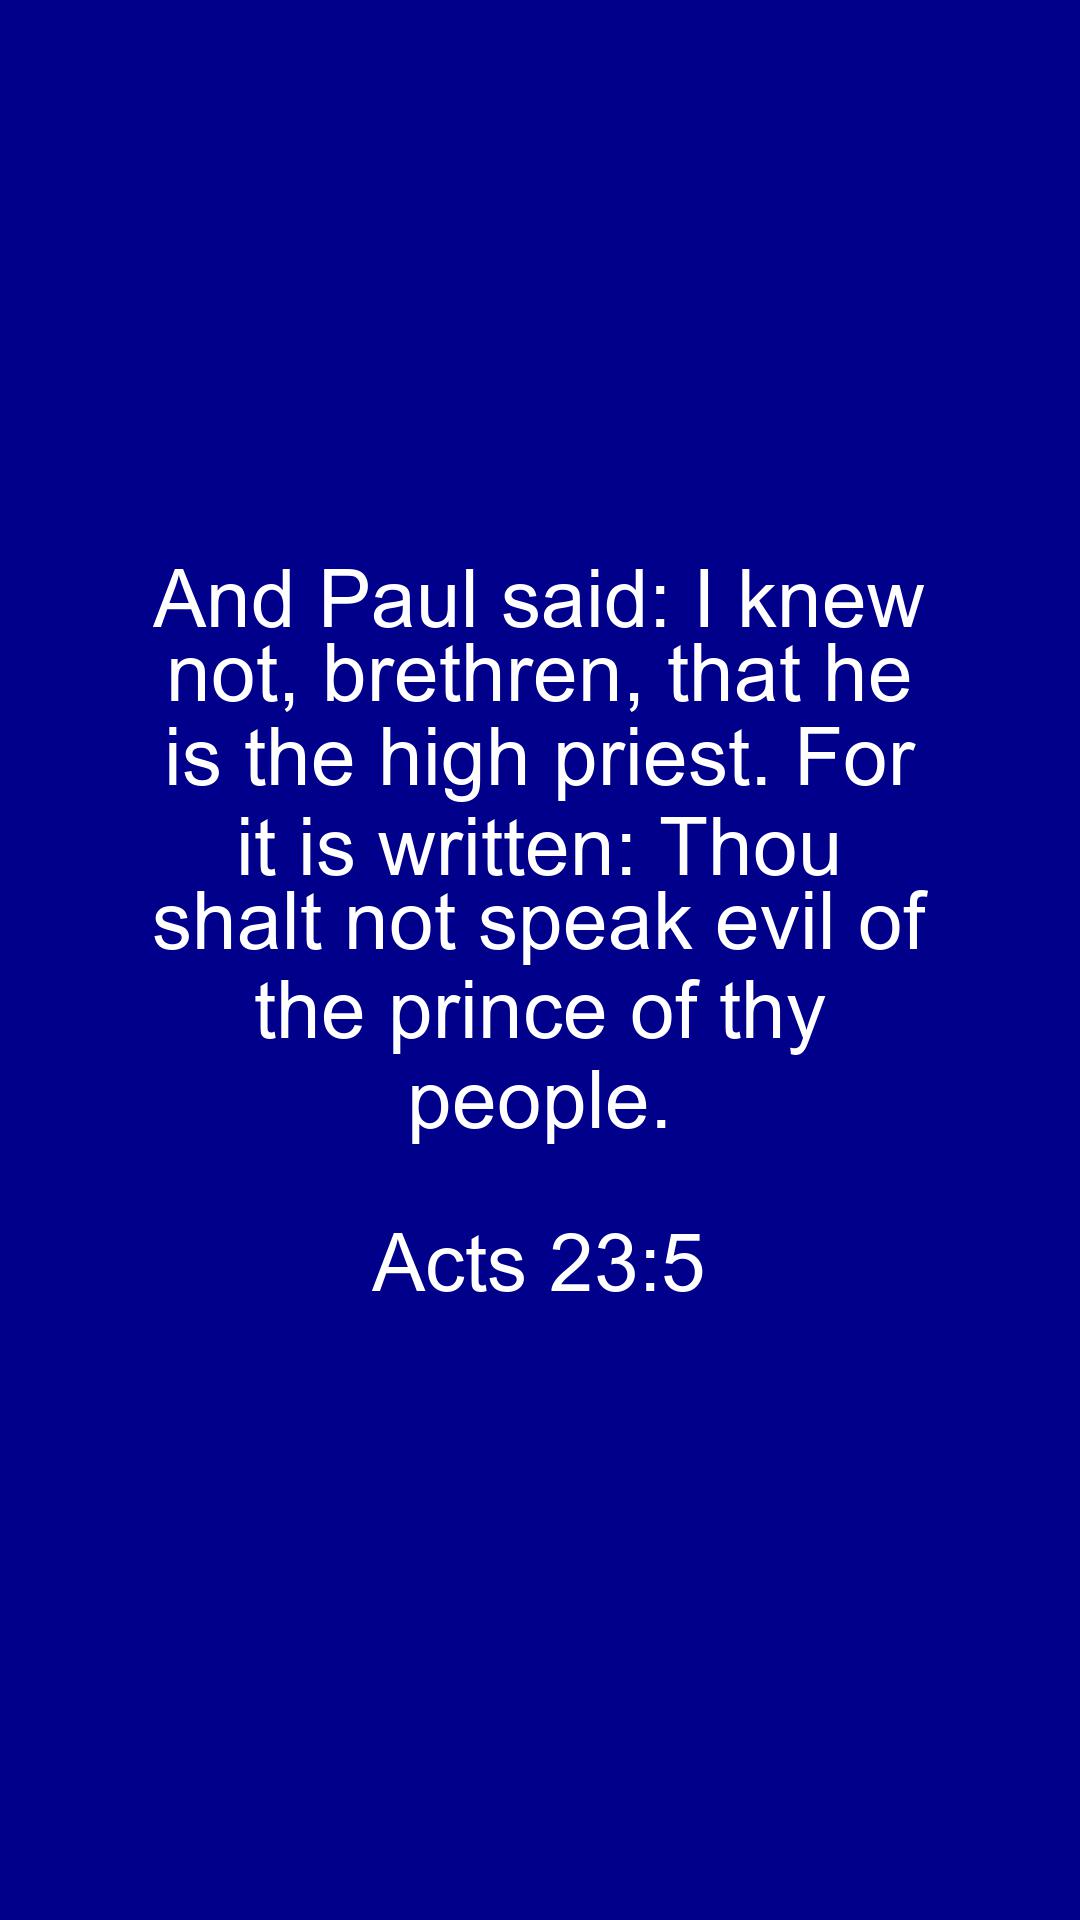 And Paul said: I knew
not, brethren, that he
is the high priest. For
it is written: Thou
shalt not speak evil of
the prince of thy
people.
Acts 23:5